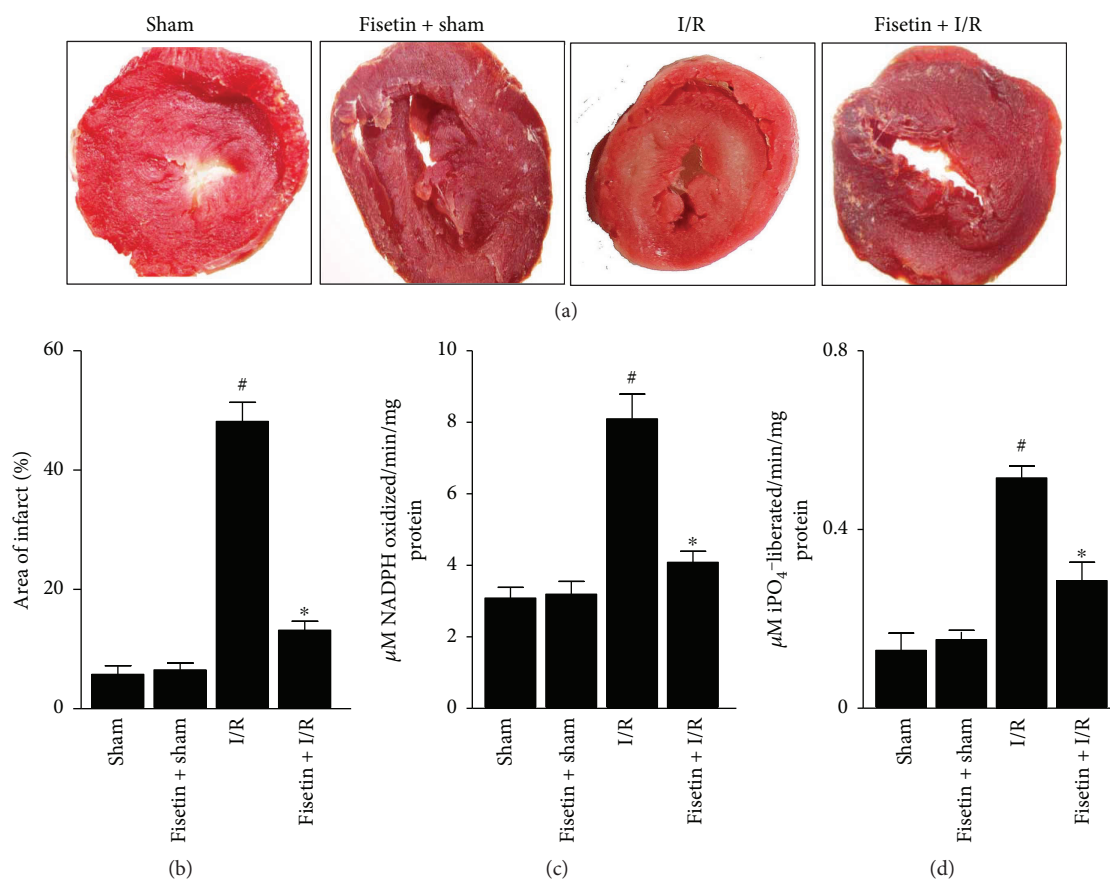 Sham
Fisetin + sham
I/R
Fisetin + I/R
(a)
Area of infarct (%)
60
40
20
0
#
*
Sham
Fisetin + sham
I/R
Fisetin + I/R
(b)
μM NADPH oxidized/min/mg
protein
10
8
6
4
2
0
#
*
Sham
Fisetin + sham
I/R
Fisetin + I/R
(c)
μM iPO₄⁻liberated/min/mg
protein
0.8
0.4
0
#
*
Sham
Fisetin + sham
I/R
Fisetin + I/R
(d)